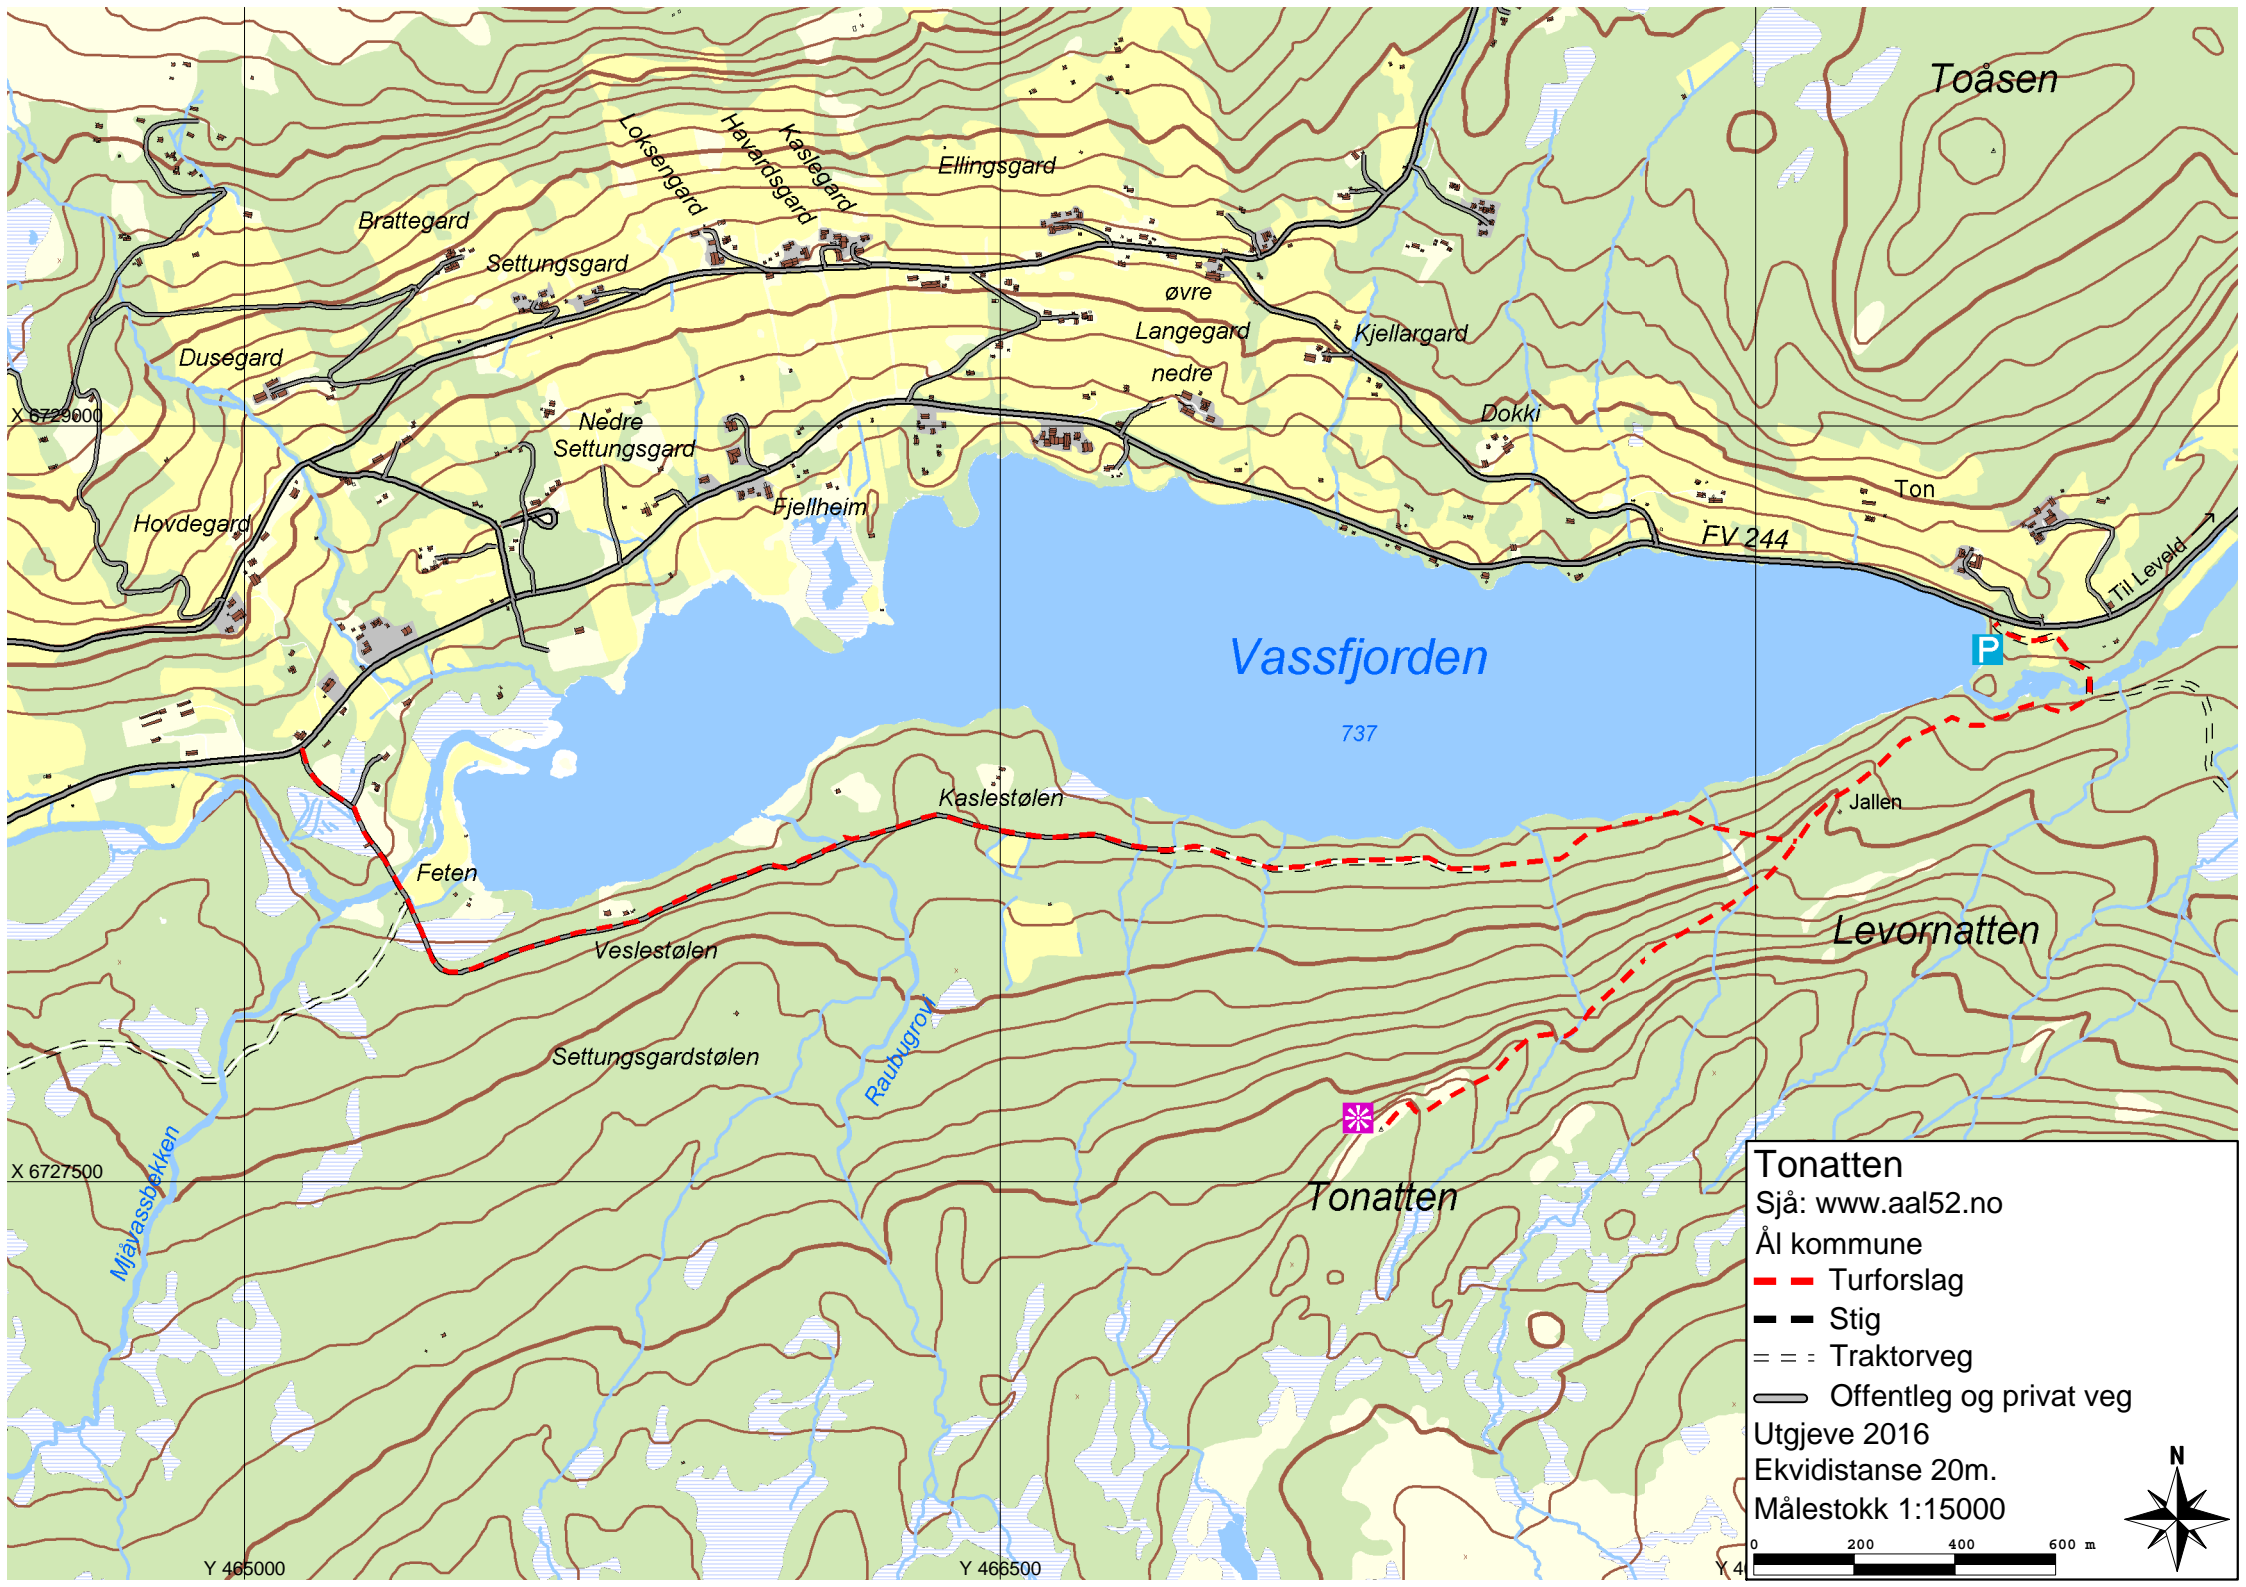 Toåsen
Loksengard
Havardsgard
Kaslegard
Ellingsgard
Brattegard
Settungsgard
øvre
Langegard
nedre
Kjellargard
Dusegard
X 6729000
Nedre
Settungsgard
Dokki
Ton
Hovdegard
Fjellheim
FV 244
Til Leveld
Vassfjorden
737
P
Kaslestølen
Jallen
Feten
Veslestølen
Levornatten
Settungsgardstølen
Raubugrovi
Mjåvassbekken
X 6727500
Tonatten
Y 465000
Y 466500
Y 46
Tonatten
Sjå: www.aal52.no
Ål kommune
Turforslag
Stig
Traktorveg
Offentleg og privat veg
Utgjeve 2016
Ekvidistanse 20m.
Målestokk 1:15000
N
0 200 400 600 m